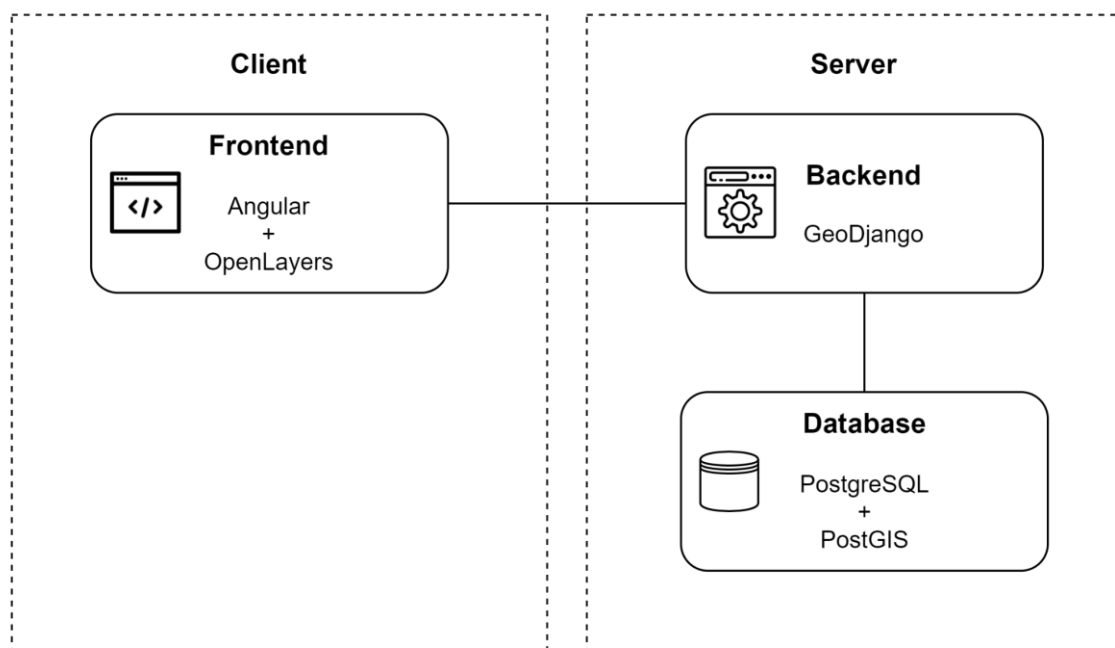 Client
Frontend
Angular
+
OpenLayers
Server
Backend
GeoDjango
Database
PostgreSQL
+
PostGIS